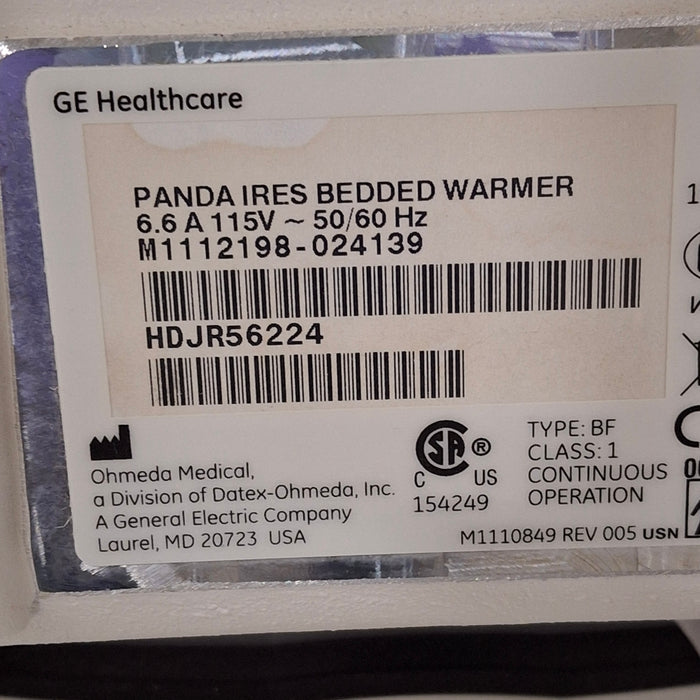 GE Healthcare
PANDA IRES BEDDED WARMER
6.6 A 115V ~ 50/60 Hz
M1112198-024139
HDJR56224
Ohmeda Medical,
a Division of Datex-Ohmeda, Inc.
A General Electric Company
Laurel, MD 20723 USA
SA ®
C US
154249
TYPE: BF
CLASS: 1
CONTINUOUS
OPERATION
M1110849 REV 005 USN